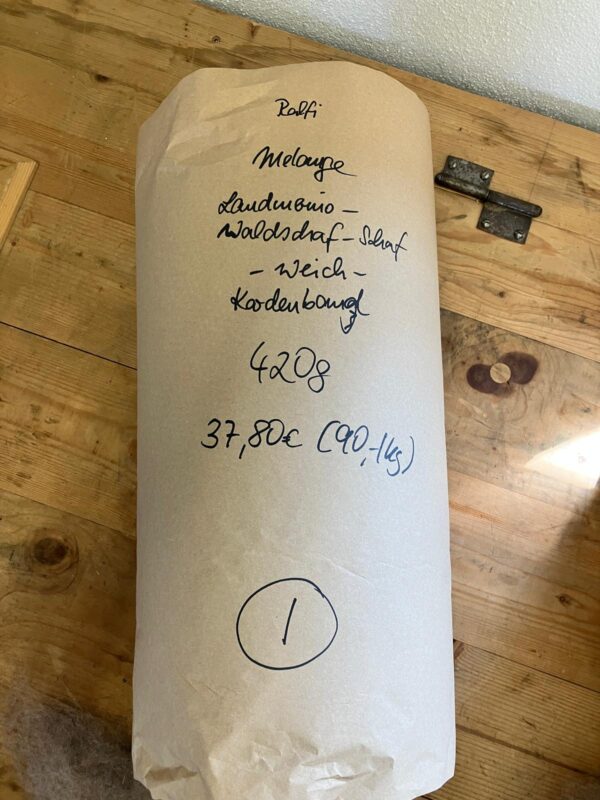 Ralfi
Melange
Landmerino -
Waldschaf - Schaf
- weich -
Kardenband
420g
37,80€ (90,-/kg)
1